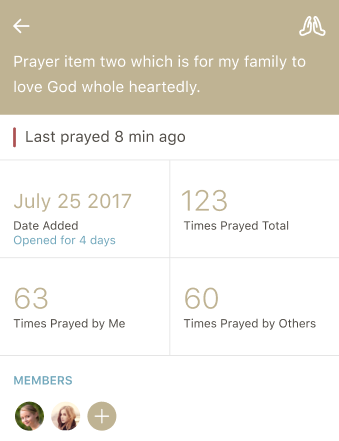 Prayer item two which is for my family to
love God whole heartedly.
Last prayed 8 min ago
July 25 2017
Date Added
Opened for 4 days
123
Times Prayed Total
63
Times Prayed by Me
60
Times Prayed by Others
MEMBERS